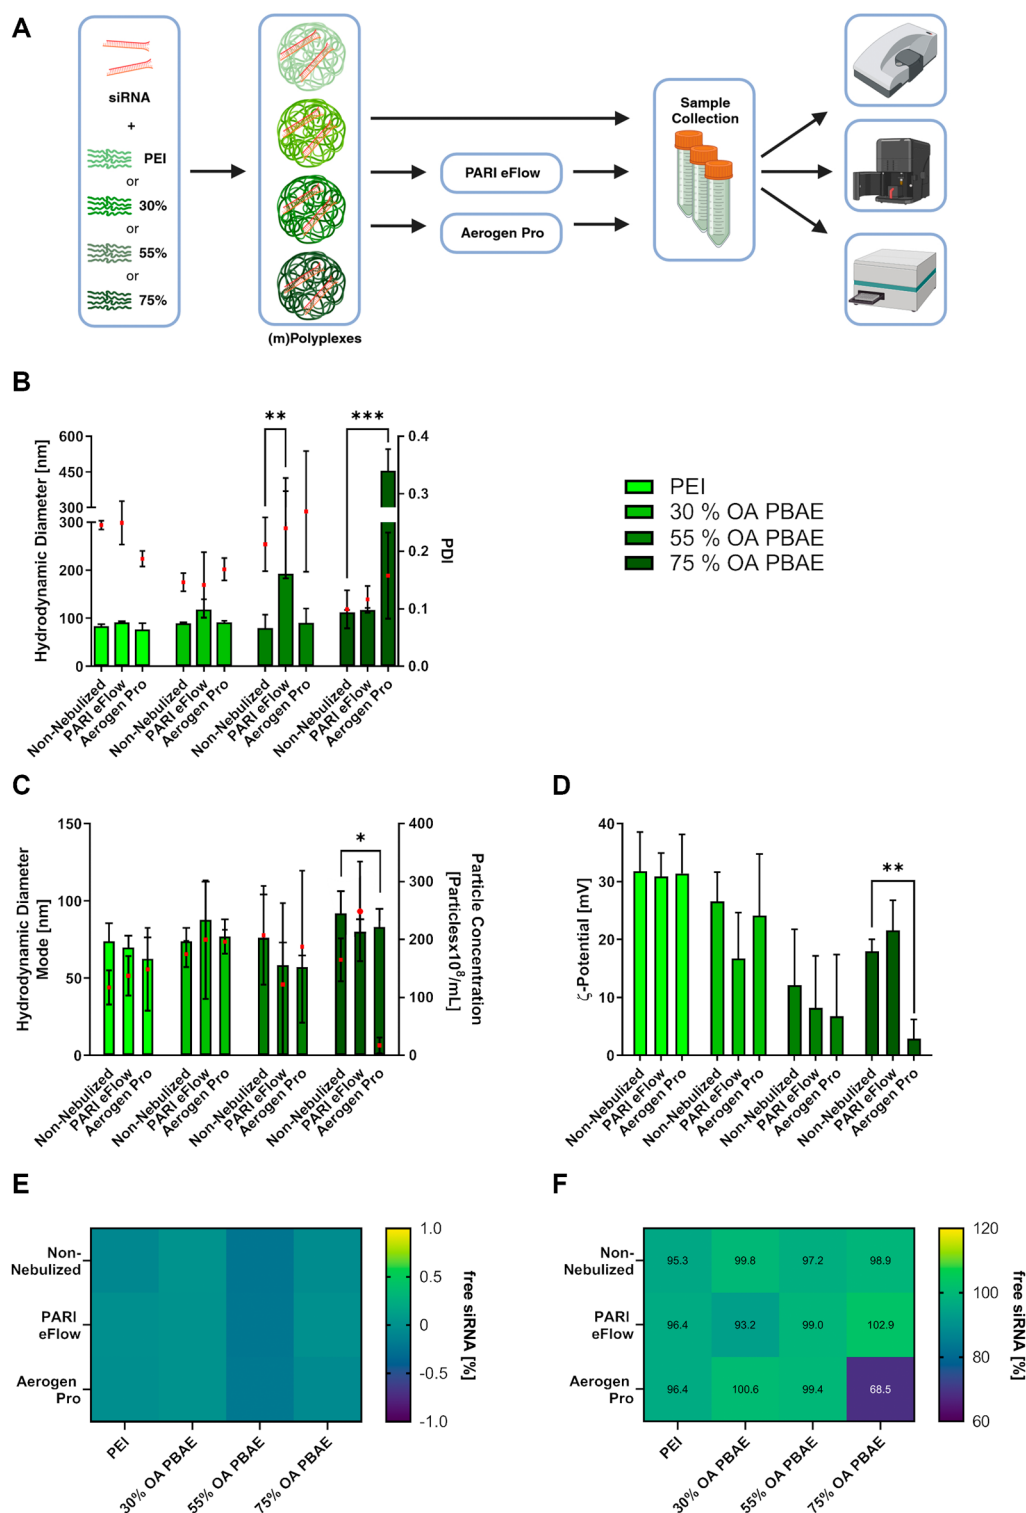 A
siRNA
+
PEI
or
30%
or
55%
or
75%
(m)Polyplexes
PARI eFlow
Aerogen Pro
Sample
Collection
B
Hydrodynamic Diameter [nm]
600
450
300
300
200
100
0
**
***
0.4
0.3
0.2
0.1
0.0
PDI
Non-Nebulized
PARI eFlow
Aerogen Pro
Non-Nebulized
PARI eFlow
Aerogen Pro
Non-Nebulized
PARI eFlow
Aerogen Pro
Non-Nebulized
PARI eFlow
Aerogen Pro
PEI
30 % OA PBAE
55 % OA PBAE
75 % OA PBAE
C
Hydrodynamic Diameter
Mode [nm]
150
100
50
0
*
400
300
200
100
0
Particle Concentration
[Particlesx10⁸/mL]
Non-Nebulized
PARI eFlow
Aerogen Pro
Non-Nebulized
PARI eFlow
Aerogen Pro
Non-Nebulized
PARI eFlow
Aerogen Pro
Non-Nebulized
PARI eFlow
Aerogen Pro
D
ζ-Potential [mV]
40
30
20
10
0
**
Non-Nebulized
PARI eFlow
Aerogen Pro
Non-Nebulized
PARI eFlow
Aerogen Pro
Non-Nebulized
PARI eFlow
Aerogen Pro
Non-Nebulized
PARI eFlow
Aerogen Pro
E
Non-
Nebulized
PARI
eFlow
Aerogen
Pro
PEI
30% OA PBAE
55% OA PBAE
75% OA PBAE
1.0
0.5
0
-0.5
-1.0
free siRNA [%]
F
Non-
Nebulized
95.3 99.8 97.2 98.9
PARI
eFlow
96.4 93.2 99.0 102.9
Aerogen
Pro
96.4 100.6 99.4 68.5
PEI
30% OA PBAE
55% OA PBAE
75% OA PBAE
120
100
80
60
free siRNA [%]